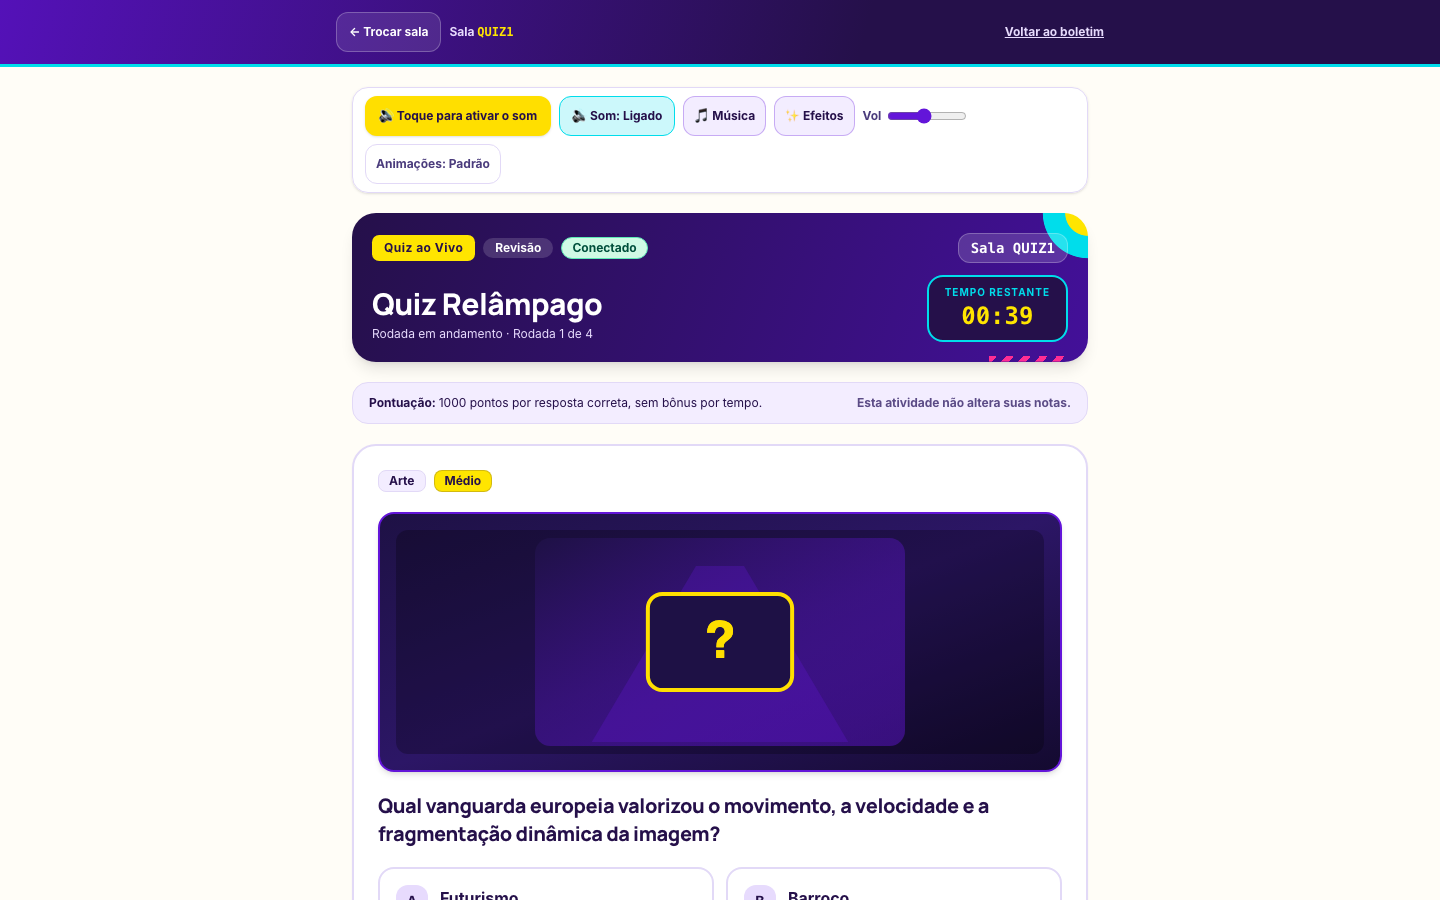 ← Trocar sala Sala QUIZ1 Voltar ao boletim
🔈 Toque para ativar o som 🔈 Som: Ligado 🎵 Música ✨ Efeitos Vol
Animações: Padrão
Quiz ao Vivo Revisão Conectado Sala QUIZ1
Quiz Relâmpago
Rodada em andamento · Rodada 1 de 4
TEMPO RESTANTE
00:39
Pontuação: 1000 pontos por resposta correta, sem bônus por tempo. Esta atividade não altera suas notas.
Arte Médio
?
Qual vanguarda europeia valorizou o movimento, a velocidade e a
fragmentação dinâmica da imagem?
A Futurismo B Barroco